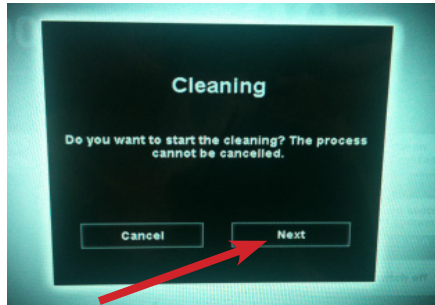 Cleaning
Do you want to start the cleaning? The process
cannot be cancelled.
Cancel
Next